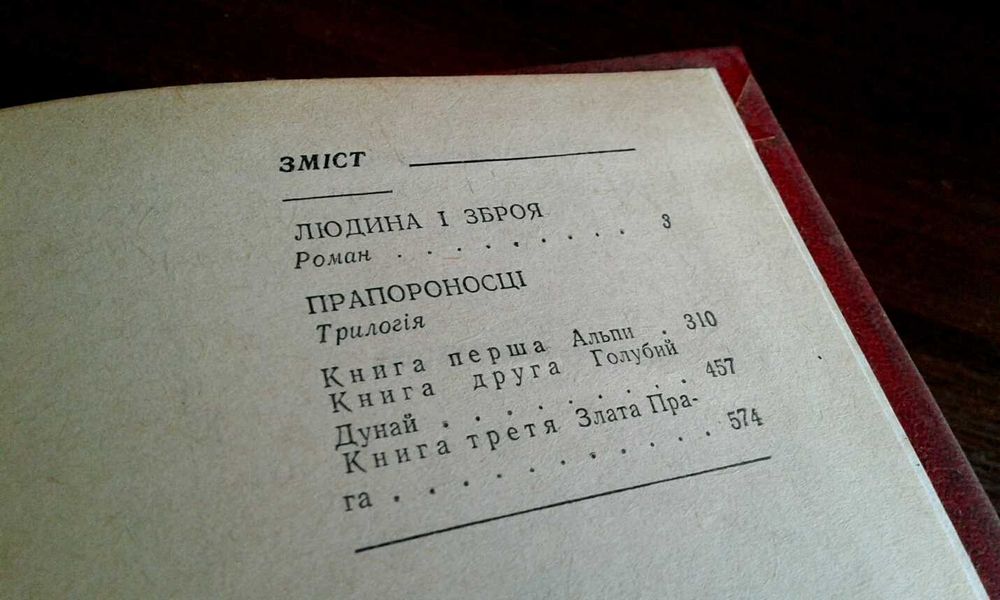 ЗМІСТ
ЛЮДИНА І ЗБРОЯ
Роман . . . . . . . . 3
ПРАПОРОНОСЦІ
Трилогія
Книга перша Альпи . 310
Книга друга Голубий
Дунай . . . . . . . . 457
Книга третя Злата Пра-
га . . . . . . . . . . 574